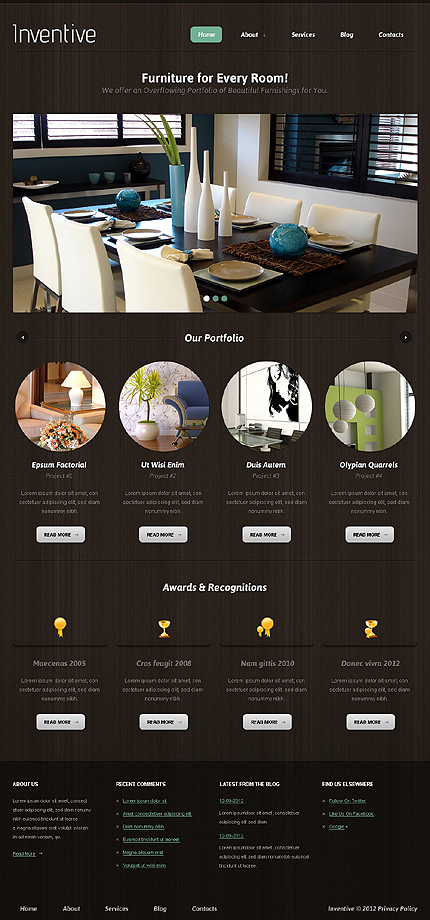 Inventive
Home About Services Blog Contacts
Furniture for Every Room!
We offer an Overflowing Portfolio of Beautiful Furnishings for You.
Our Portfolio
Epsum Factorial
Project #1
Lorem ipsum dolor sit amet, con
sectetuer adipiscing elit, sed diam
nonummy nibh.
READ MORE →
Ut Wisi Enim
Project #2
Lorem ipsum dolor sit amet, con
sectetuer adipiscing elit, sed diam
nonummy nibh.
READ MORE →
Duis Autem
Project #3
Lorem ipsum dolor sit amet, con
sectetuer adipiscing elit, sed diam
nonummy nibh.
READ MORE →
Olypian Quarrels
Project #4
Lorem ipsum dolor sit amet, con
sectetuer adipiscing elit, sed diam
nonummy nibh.
READ MORE →
Awards & Recognitions
Maecenas 2005
Lorem ipsum dolor sit amet, con
sectetuer adipiscing elit, sed diam
nonummy nibh.
READ MORE →
Cras feugit 2008
Lorem ipsum dolor sit amet, con
sectetuer adipiscing elit, sed diam
nonummy nibh.
READ MORE →
Nam gittis 2010
Lorem ipsum dolor sit amet, con
sectetuer adipiscing elit, sed diam
nonummy nibh.
READ MORE →
Donec vivra 2012
Lorem ipsum dolor sit amet, con
sectetuer adipiscing elit, sed diam
nonummy nibh.
READ MORE →
ABOUT US
Lorem ipsum dolor sit amet, consect
etuer adipiscing elit, sed diam nonummy
nibh euismod tincidunt ut laoree
e magna aliquam erat volutp. wisi en
im ad minim veniam, qu.
Read More →
RECENT COMMENTS
Lorem ipsum dolor sit
Amet consectetuer adipiscing elit
Diam nonummy nibh
Euismod tincidunt ut laoreet
Magna aliquam erat
Volutpat ut wisi enim
LATEST FROM THE BLOG
12-03-2012
Lorem ipsumdolor sit amet, consectetuer
adipiscing elit sed diam.
12-03-2012
Lorem ipsumdolor sit amet, consectetuer
adipiscing elit sed diam nonummy nibh euismod
tincidunt ut laoreet.
FIND US ELSEWHERE
Follow On Twitter
Like Us On Facebook
Google +
Home About Services Blog Contacts
Inventive © 2012 Privacy Policy